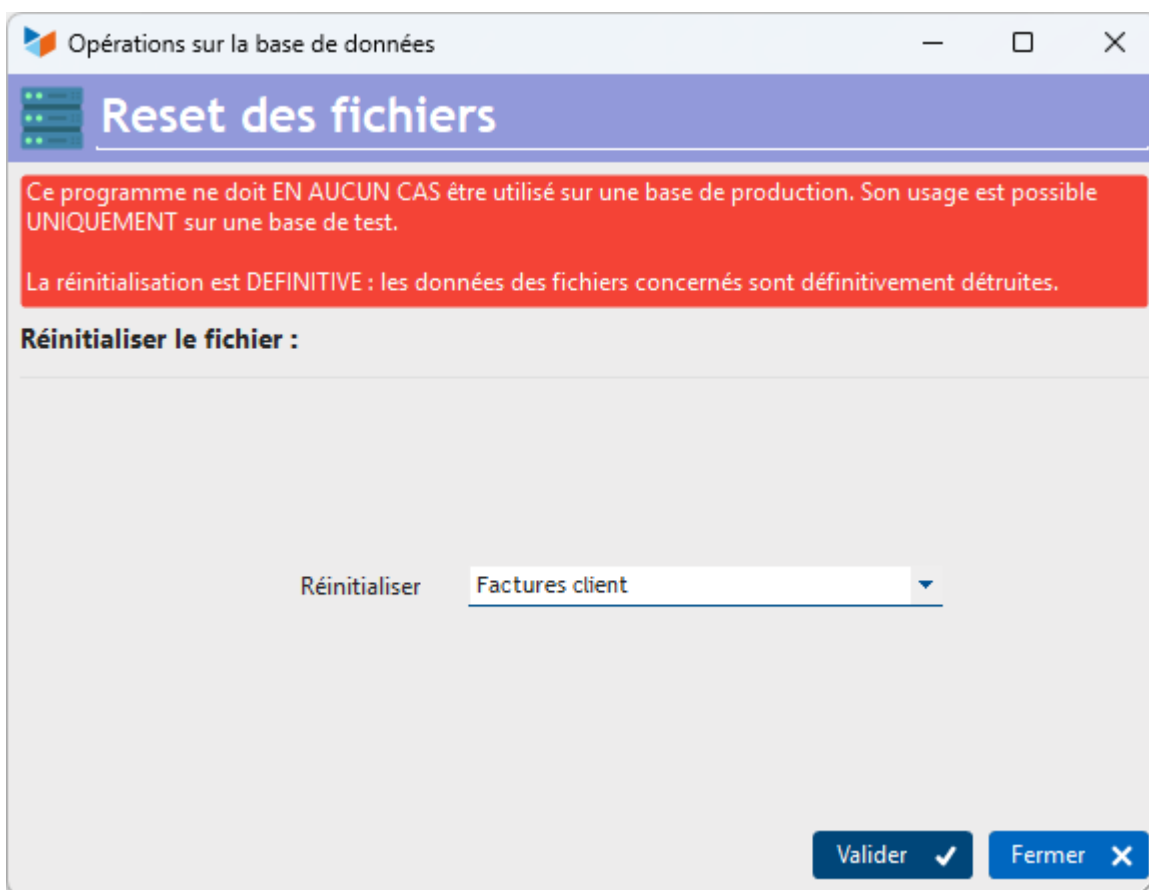 Opérations sur la base de données
Reset des fichiers
Ce programme ne doit EN AUCUN CAS être utilisé sur une base de production. Son usage est possible
UNIQUEMENT sur une base de test.
La réinitialisation est DEFINITIVE : les données des fichiers concernés sont définitivement détruites.
Réinitialiser le fichier :
Réinitialiser Factures client
Valider Fermer